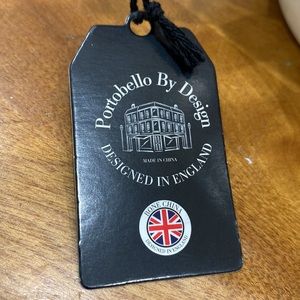 Portobello By Design
MADE IN CHINA
DESIGNED IN ENGLAND
BONE CHINA
DESIGNED IN ENGLAND